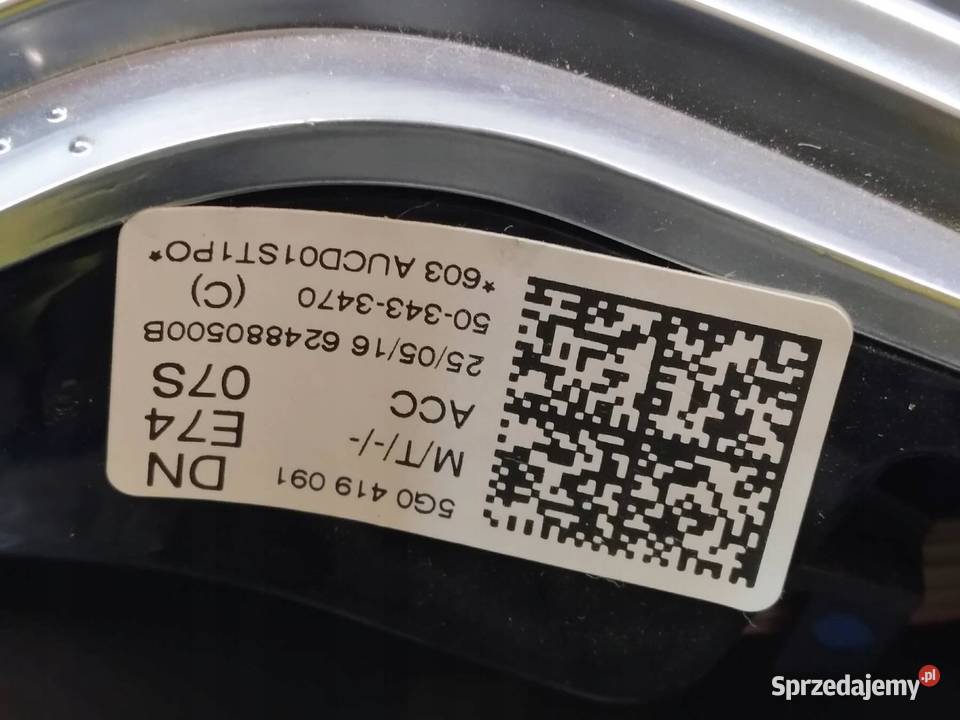 5G0 419 091
DN
M/T/-/-
E74
ACC
07S
25/05/16 624880500B
50-343-3470
(C)
*603 AUCD01ST1PO*
Sprzedajemy.pl